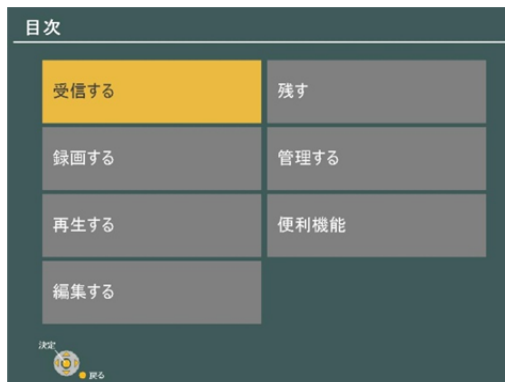 目次
受信する
残す
録画する
管理する
再生する
便利機能
編集する
決定
戻る